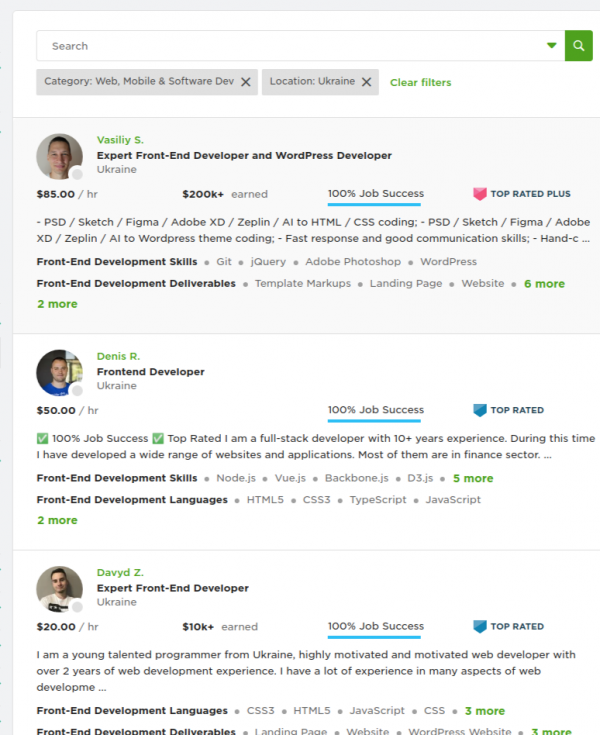 Search
Category: Web, Mobile & Software Dev
Location: Ukraine
Clear filters
Vasiliy S.
Expert Front-End Developer and WordPress Developer
Ukraine
$85.00 / hr $200k+ earned 100% Job Success TOP RATED PLUS
- PSD / Sketch / Figma / Adobe XD / Zeplin / AI to HTML / CSS coding; - PSD / Sketch / Figma / Adobe
XD / Zeplin / AI to Wordpress theme coding; - Fast response and good communication skills; - Hand-c ...
Front-End Development Skills • Git • jQuery • Adobe Photoshop • WordPress
Front-End Development Deliverables • Template Markups • Landing Page • Website • 6 more
2 more
Denis R.
Frontend Developer
Ukraine
$50.00 / hr 100% Job Success TOP RATED
✅ 100% Job Success ✅ Top Rated I am a full-stack developer with 10+ years experience. During this time
I have developed a wide range of websites and applications. Most of them are in finance sector. ...
Front-End Development Skills • Node.js • Vue.js • Backbone.js • D3.js • 5 more
Front-End Development Languages • HTML5 • CSS3 • TypeScript • JavaScript
2 more
Davyd Z.
Expert Front-End Developer
Ukraine
$20.00 / hr $10k+ earned 100% Job Success TOP RATED
I am a young talented programmer from Ukraine, highly motivated and motivated web developer with
over 2 years of web development experience. I have a lot of experience in many aspects of web
developme ...
Front-End Development Languages • CSS3 • HTML5 • JavaScript • CSS • 3 more
Front-End Development Deliverables • Landing Page • Website • WordPress Website • 3 more